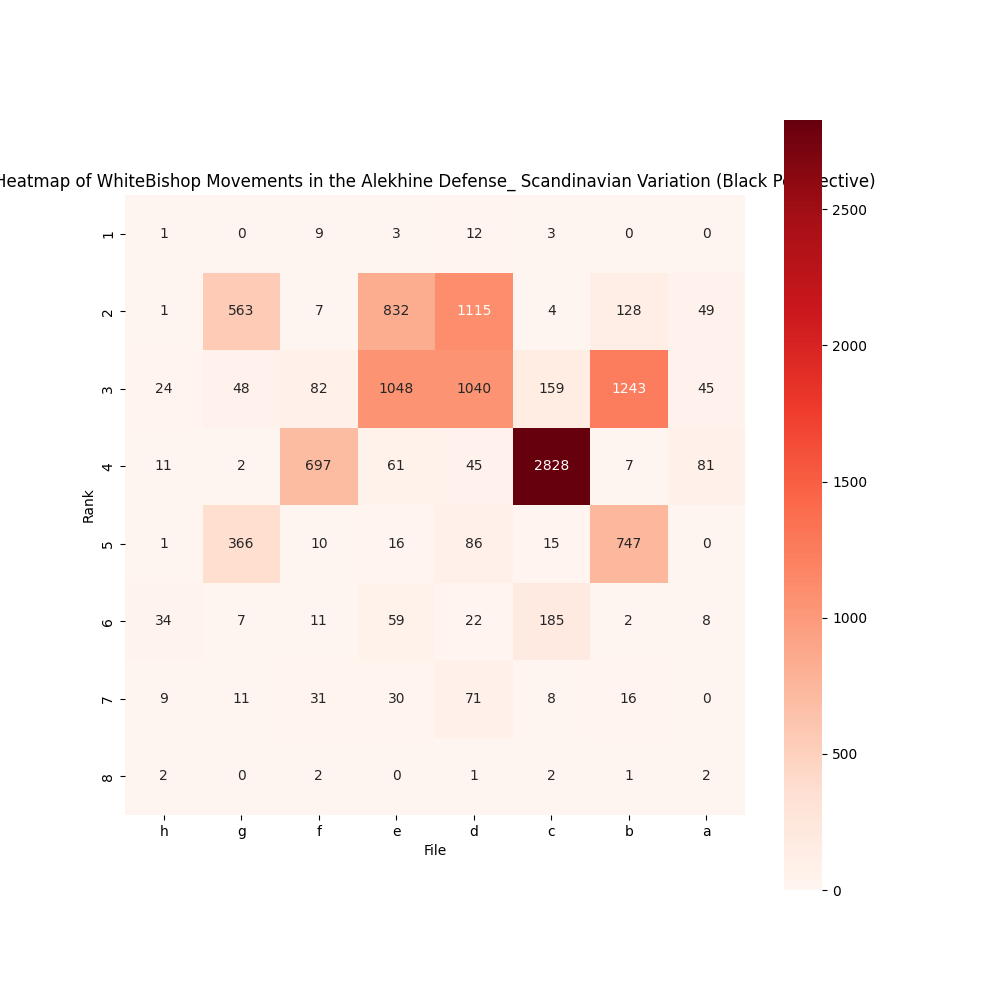 Heatmap of WhiteBishop Movements in the Alekhine Defense_ Scandinavian Variation (Black Perspective)
1 1 0 9 3 12 3 0 0
2 1 563 7 832 1115 4 128 49
3 24 48 82 1048 1040 159 1243 45
4 11 2 697 61 45 2828 7 81
5 1 366 10 16 86 15 747 0
6 34 7 11 59 22 185 2 8
7 9 11 31 30 71 8 16 0
8 2 0 2 0 1 2 1 2
h g f e d c b a
File
Rank
2500
2000
1500
1000
500
0